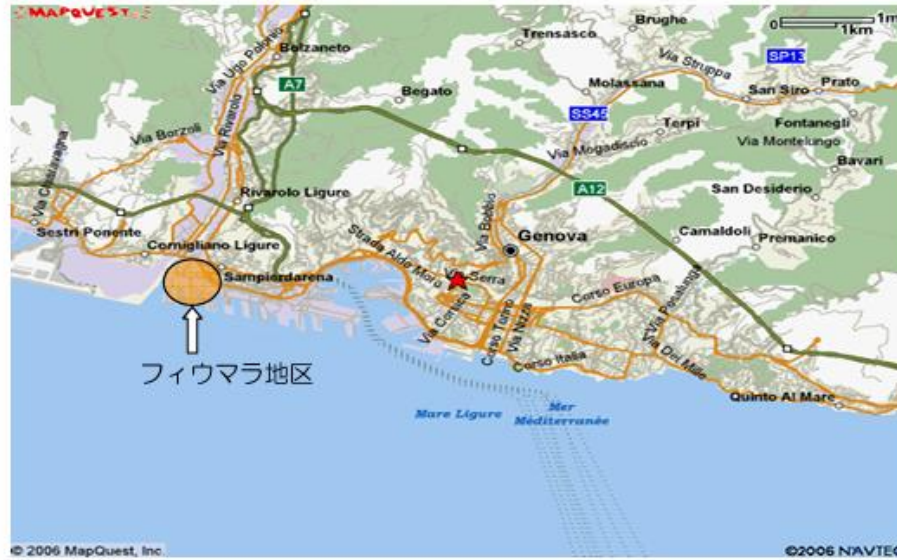 MAPQUEST
0 1m
1km
Trensasco
Brughe
Bolzaneto
Via Ugo Polonio
A7
Via Struppa
SP13
Begato
Molassana
San Siro
Prato
SS45
Fontanegli
Via Borzoli
Via Rivarolo
Terpi
Via Montelungo
Via Mogadiscio
Bavari
A12
San Desiderio
Rivarolo Ligure
Via Bobbio
Sestri Ponente
Genova
Camaldoli
Premanico
Cornigliano Ligure
Strada Aldo Moro
Sampierdarena
Via Serra
Corso Europa
Via Posalunga
Via Corsica
Corso Torino
Via Nizza
フィウマラ地区
Corso Italia
Via Dei Mille
Quinto Al Mare
Mare Ligure
Mer
Méditerranée
© 2006 MapQuest, Inc.
©2006 NAVTEQ